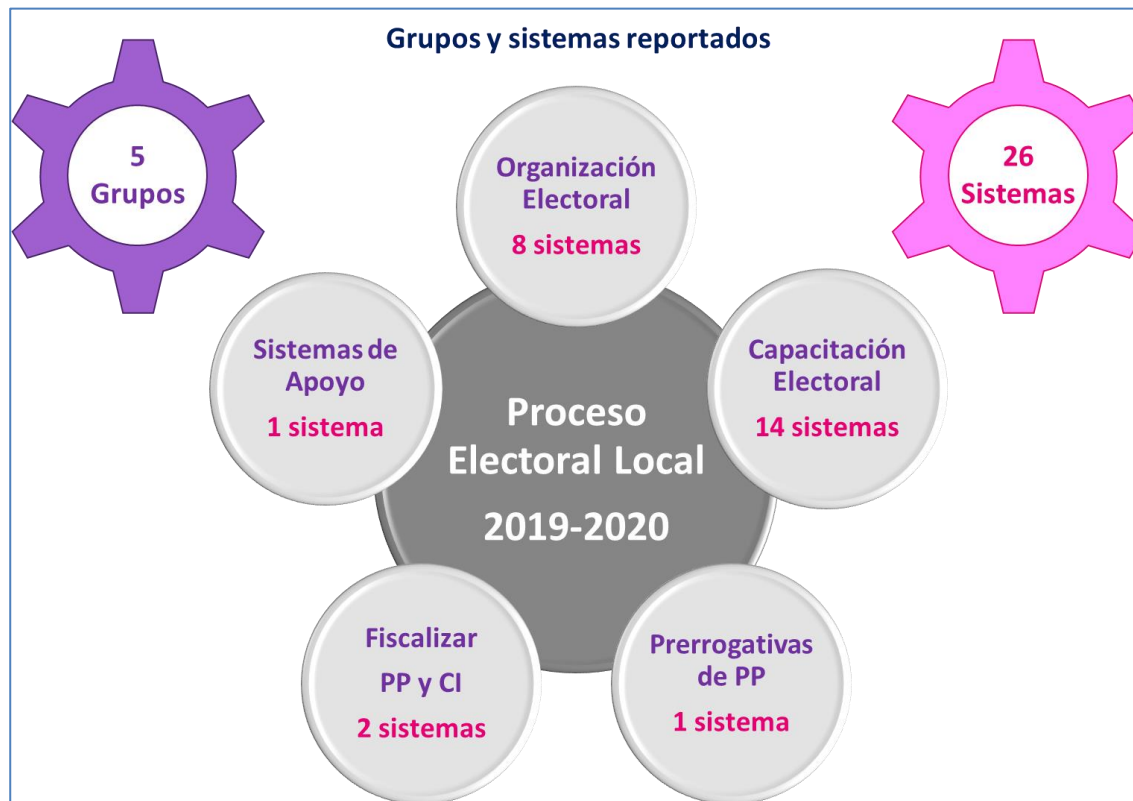 Grupos y sistemas reportados
5
Grupos
26
Sistemas
Organización
Electoral
8 sistemas
Sistemas de
Apoyo
1 sistema
Capacitación
Electoral
14 sistemas
Proceso
Electoral Local
2019-2020
Fiscalizar
PP y CI
2 sistemas
Prerrogativas
de PP
1 sistema